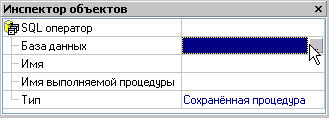 Инспектор объектов
SQL оператор
База данных
Имя
Имя выполняемой процедуры
Тип Сохранённая процедура